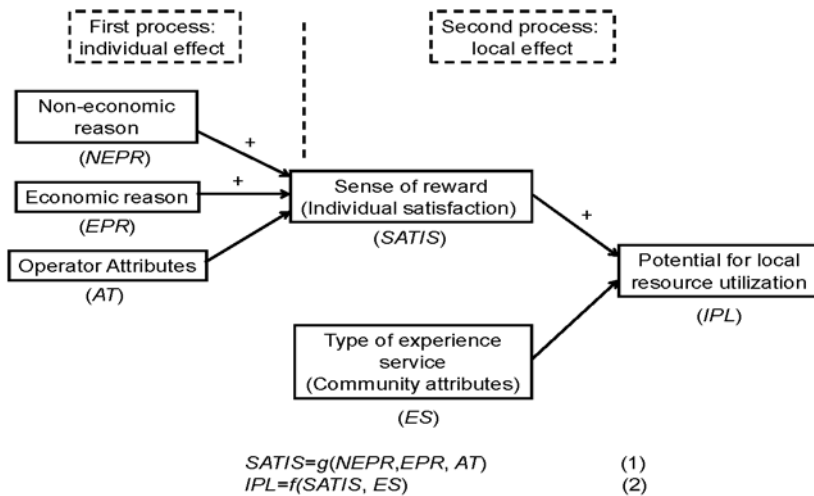 First process:
individual effect
Second process:
local effect
Non-economic
reason
(NEPR)
+
Economic reason
(EPR)
+
Operator Attributes
(AT)
Sense of reward
(Individual satisfaction)
(SATIS)
+
Potential for local
resource utilization
(IPL)
Type of experience
service
(Community attributes)
(ES)
SATIS=g(NEPR,EPR, AT) (1)
IPL=f(SATIS, ES) (2)